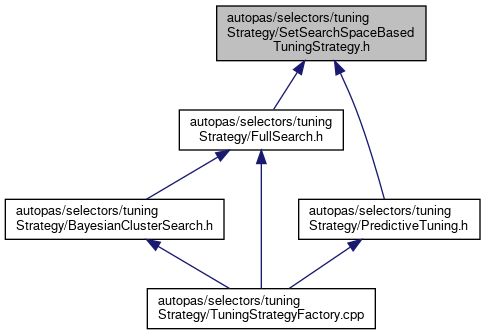 autopas/selectors/tuning
Strategy/SetSearchSpaceBased
TuningStrategy.h
autopas/selectors/tuning
Strategy/FullSearch.h
autopas/selectors/tuning
Strategy/BayesianClusterSearch.h
autopas/selectors/tuning
Strategy/PredictiveTuning.h
autopas/selectors/tuning
Strategy/TuningStrategyFactory.cpp